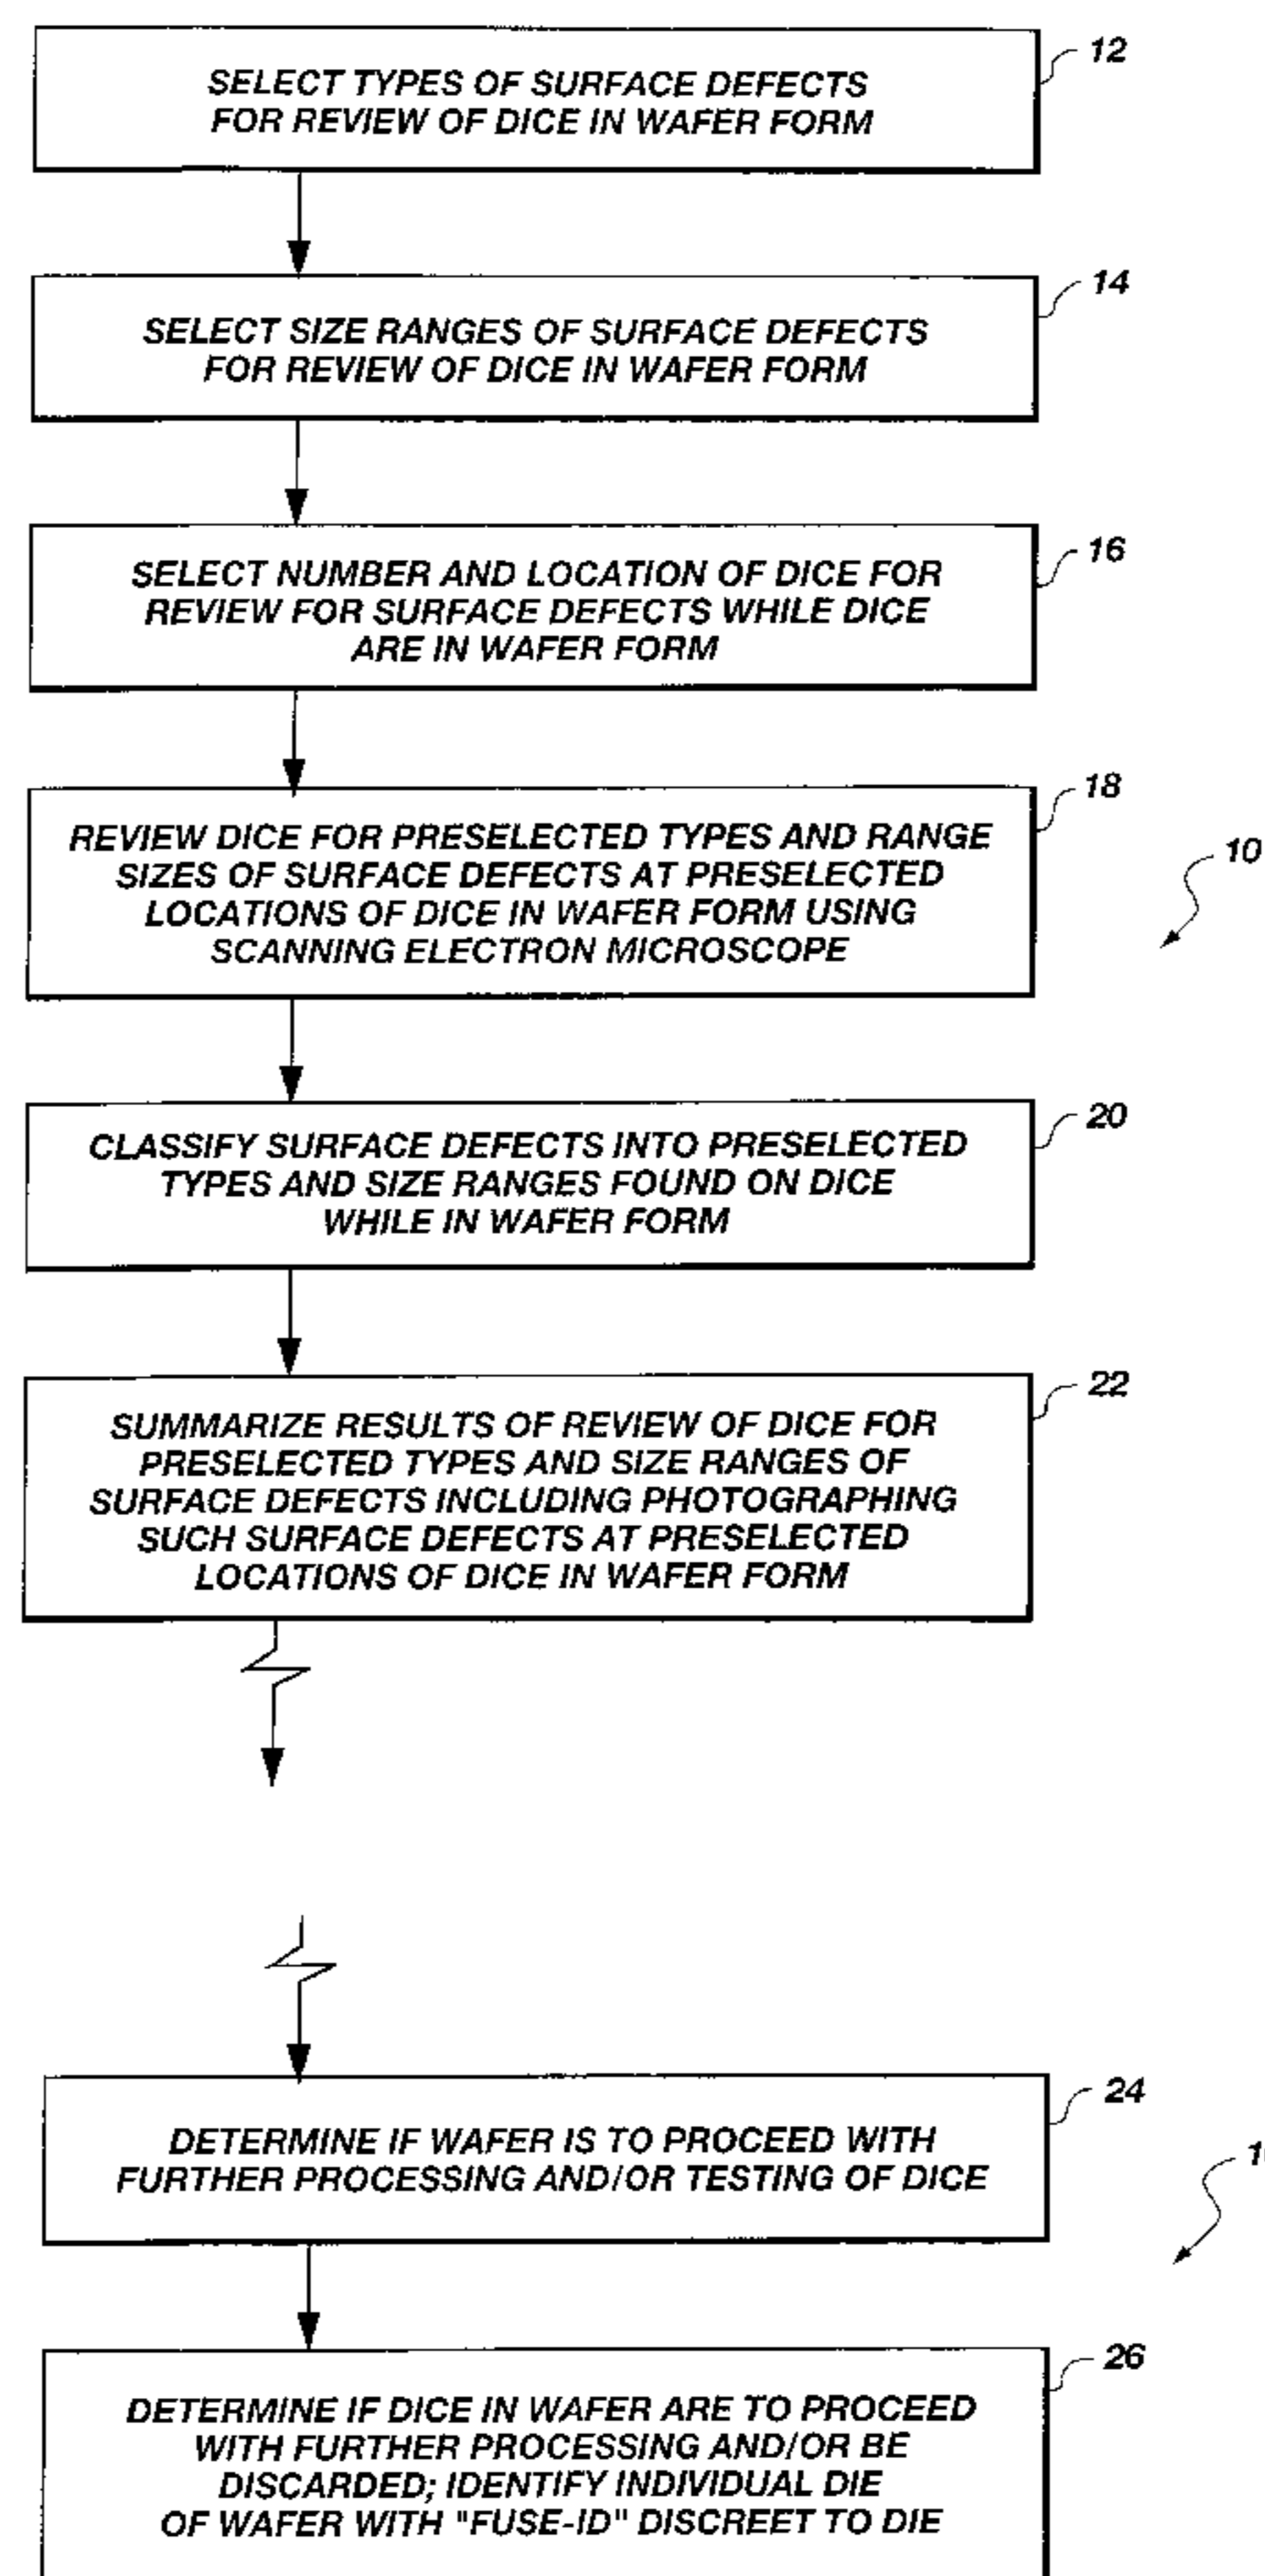 12
SELECT TYPES OF SURFACE DEFECTS
FOR REVIEW OF DICE IN WAFER FORM
14
SELECT SIZE RANGES OF SURFACE DEFECTS
FOR REVIEW OF DICE IN WAFER FORM
16
SELECT NUMBER AND LOCATION OF DICE FOR
REVIEW FOR SURFACE DEFECTS WHILE DICE
ARE IN WAFER FORM
18
REVIEW DICE FOR PRESELECTED TYPES AND RANGE
SIZES OF SURFACE DEFECTS AT PRESELECTED
LOCATIONS OF DICE IN WAFER FORM USING
SCANNING ELECTRON MICROSCOPE
10
20
CLASSIFY SURFACE DEFECTS INTO PRESELECTED
TYPES AND SIZE RANGES FOUND ON DICE
WHILE IN WAFER FORM
22
SUMMARIZE RESULTS OF REVIEW OF DICE FOR
PRESELECTED TYPES AND SIZE RANGES OF
SURFACE DEFECTS INCLUDING PHOTOGRAPHING
SUCH SURFACE DEFECTS AT PRESELECTED
LOCATIONS OF DICE IN WAFER FORM
24
DETERMINE IF WAFER IS TO PROCEED WITH
FURTHER PROCESSING AND/OR TESTING OF DICE
26
DETERMINE IF DICE IN WAFER ARE TO PROCEED
WITH FURTHER PROCESSING AND/OR BE
DISCARDED; IDENTIFY INDIVIDUAL DIE
OF WAFER WITH "FUSE-ID" DISCREET TO DIE